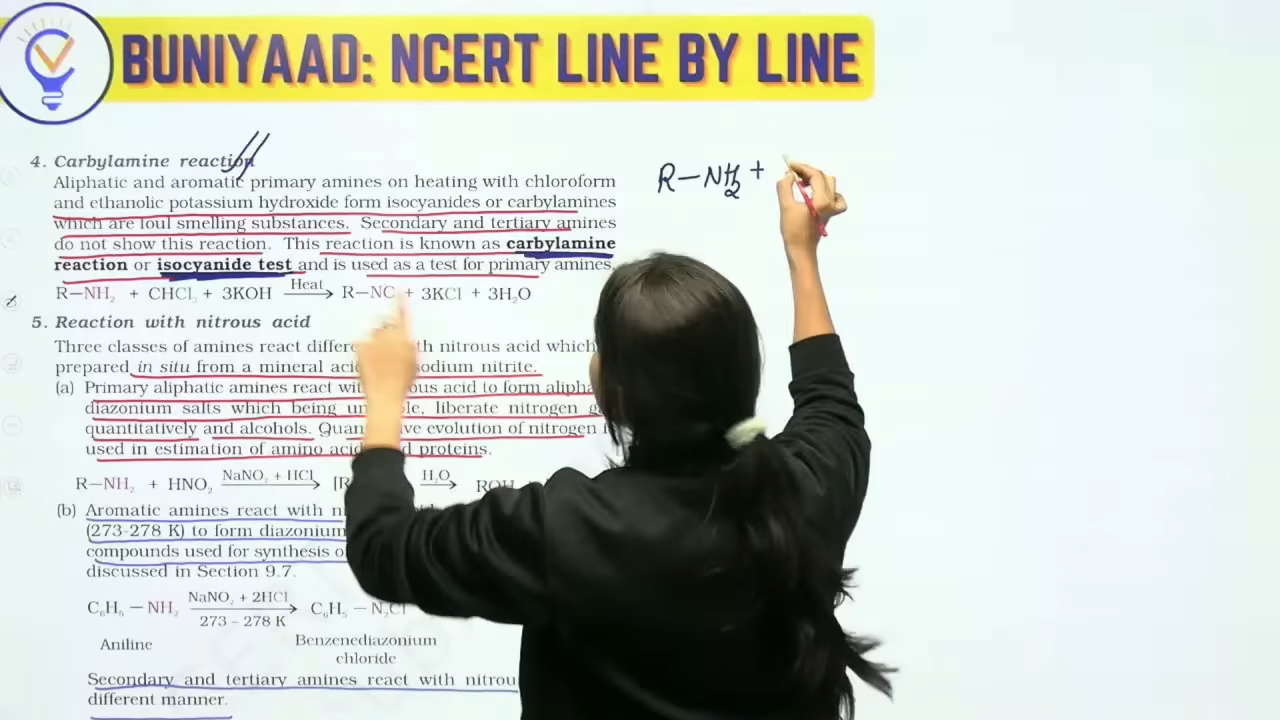 BUNIYAAD: NCERT LINE BY LINE
4. Carbylamine reaction
Aliphatic and aromatic primary amines on heating with chloroform
and ethanolic potassium hydroxide form isocyanides or carbylamines
which are foul smelling substances. Secondary and tertiary amines
do not show this reaction. This reaction is known as carbylamine
reaction or isocyanide test and is used as a test for primary amines.
R—NH₂ + CHCl₃ + 3KOH Heat⟶ R—NC + 3KCl + 3H₂O
R—NH₂ +
5. Reaction with nitrous acid
Three classes of amines react nitrous acid which
prepared in situ from a mineral sodium nitrite.
(a) Primary aliphatic amines react acid to form
diazonium salts which being liberate nitrogen
quantitatively and alcohols. evolution of nitrogen
used in estimation of amino proteins.
R—NH₂ + HNO₂ NaNO₂ + HCl⟶ [R H₂O⟶ ROH
(b) Aromatic amines react with
(273-278 K) to form diazonium
compounds used for synthesis
discussed in Section 9.7.
C₆H₅ — NH₂ NaNO₂ + 2HCl⟶ C₆H₅ — N₂Cl
273 – 278 K
Aniline Benzenediazonium
chloride
Secondary and tertiary amines react with
different manner.